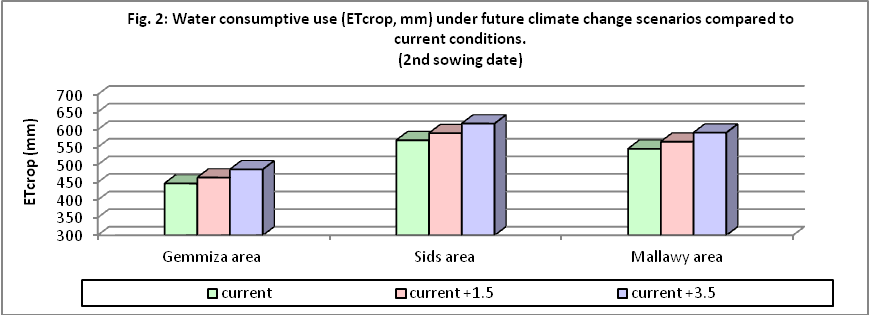 Fig. 2: Water consumptive use (ETcrop, mm) under future climate change scenarios compared to
current conditions.
(2nd sowing date)
ETcrop (mm)
700
650
600
550
500
450
400
350
300
Gemmiza area
Sids area
Mallawy area
current
current +1.5
current +3.5